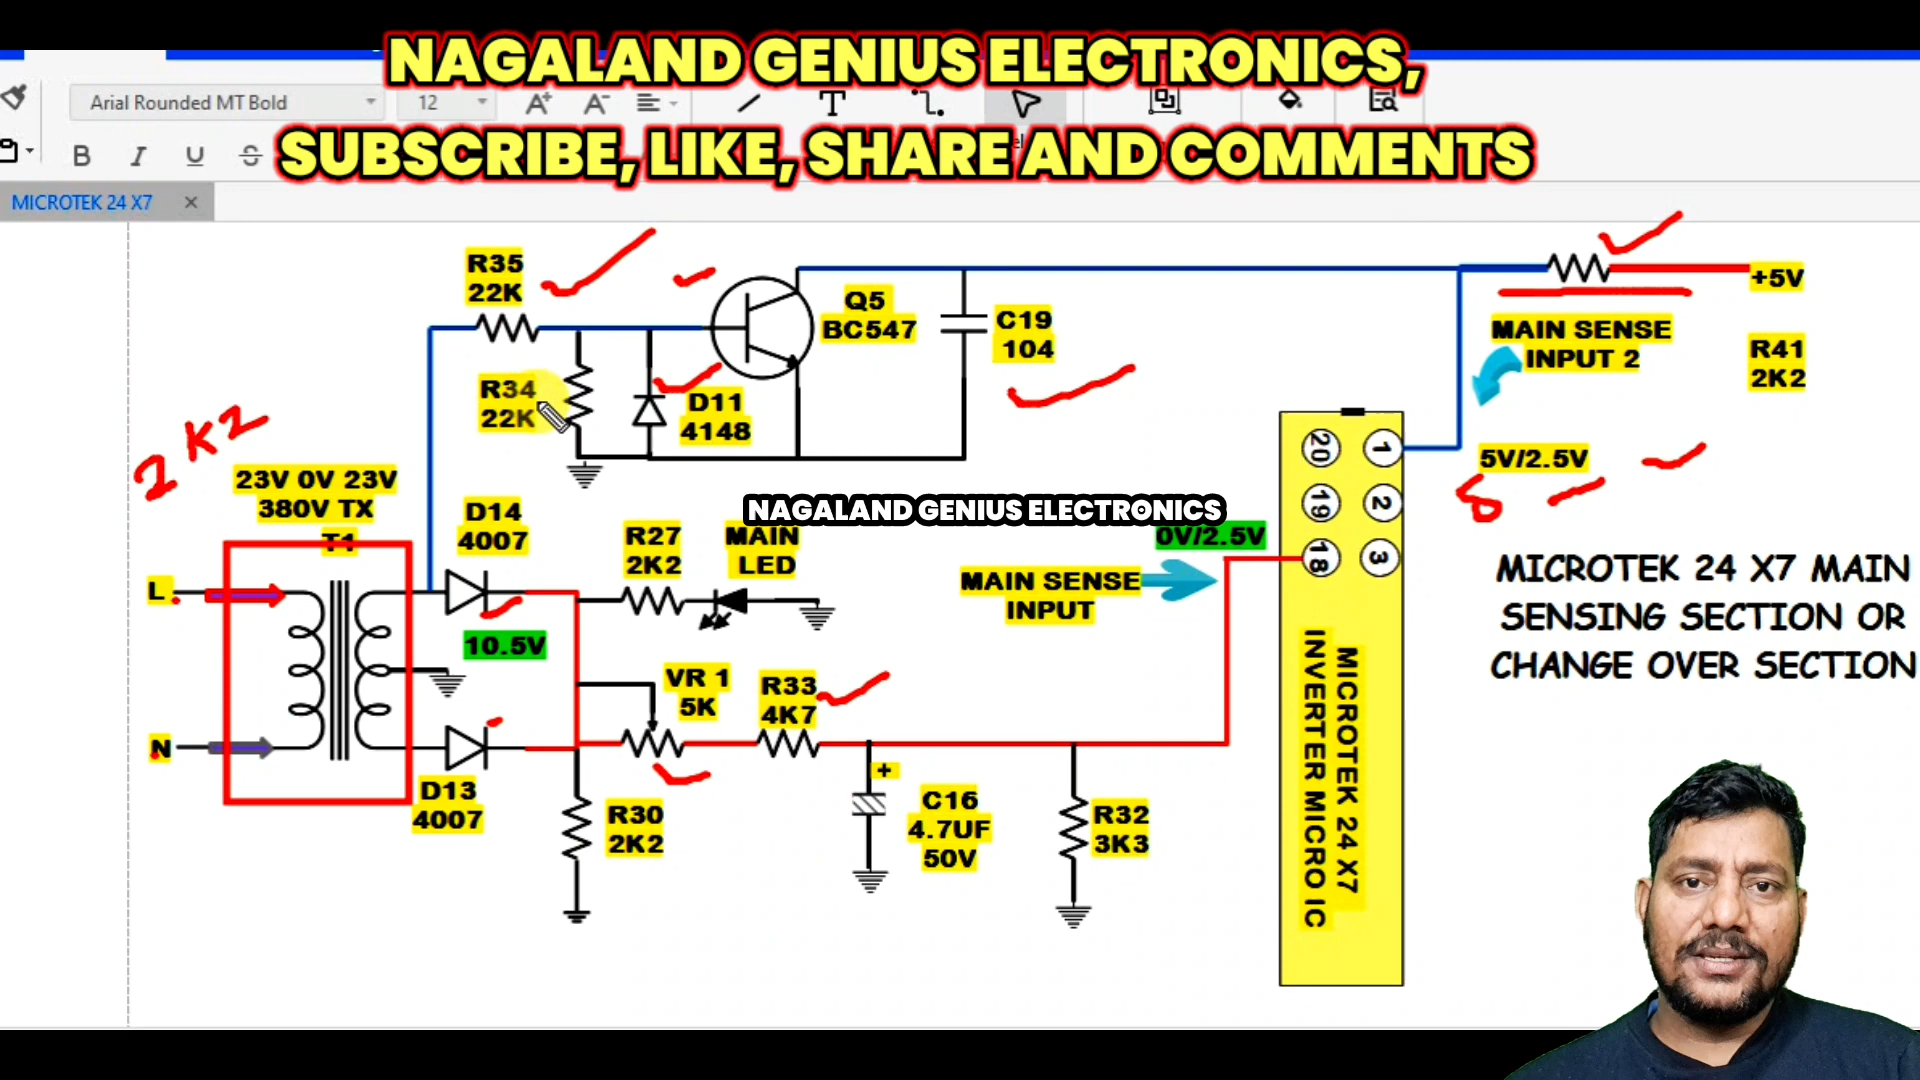 NAGALAND GENIUS ELECTRONICS,
SUBSCRIBE, LIKE, SHARE AND COMMENTS
Arial Rounded MT Bold
12
A+
A-
T
B
I
U
S
MICROTEK 24 X7
R35
22K
Q5
BC547
C19
104
+5V
MAIN SENSE
INPUT 2
R41
2K2
R34
22K
D11
4148
5V/2.5V
2K2
23V 0V 23V
380V TX
T1
D14
4007
R27
2K2
MAIN
LED
NAGALAND GENIUS ELECTRONICS
0V/2.5V
MAIN SENSE
INPUT
20
1
19
2
18
3
MICROTEK 24 X7 MAIN
SENSING SECTION OR
CHANGE OVER SECTION
L
10.5V
VR 1
5K
R33
4K7
N
D13
4007
R30
2K2
+
C16
4.7UF
50V
R32
3K3
MICROTEK 24 X7
INVERTER MICRO IC